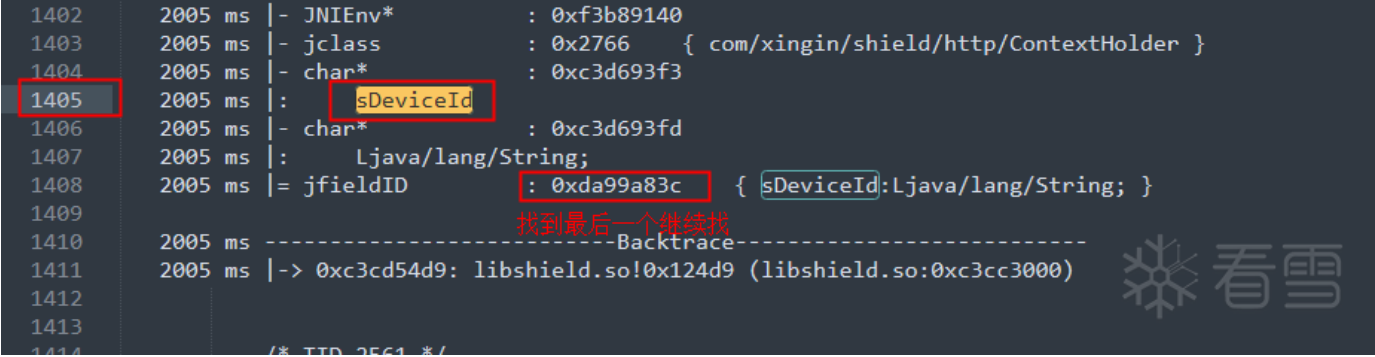 1402 2005 ms |- JNIEnv* : 0xf3b89140
1403 2005 ms |- jclass : 0x2766 { com/xingin/shield/http/ContextHolder }
1404 2005 ms |- char* : 0xc3d693f3
1405 2005 ms |: sDeviceId
1406 2005 ms |- char* : 0xc3d693fd
1407 2005 ms |: Ljava/lang/String;
1408 2005 ms |= jfieldID : 0xda99a83c { sDeviceId:Ljava/lang/String; }
1409 找到最后一个继续找
1410 2005 ms ---------------------------Backtrace---------------------------
1411 2005 ms |-> 0xc3cd54d9: libshield.so!0x124d9 (libshield.so:0xc3cc3000)
看雪
1412
1413
1414 /* TID 2561 */